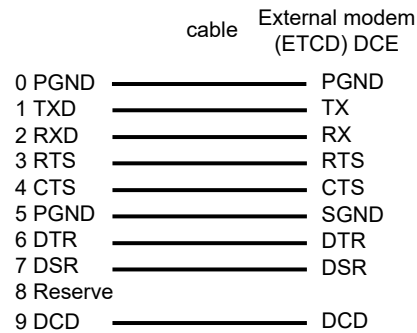 cable
External modem
(ETCD) DCE
0 PGND PGND
1 TXD TX
2 RXD RX
3 RTS RTS
4 CTS CTS
5 PGND SGND
6 DTR DTR
7 DSR DSR
8 Reserve
9 DCD DCD